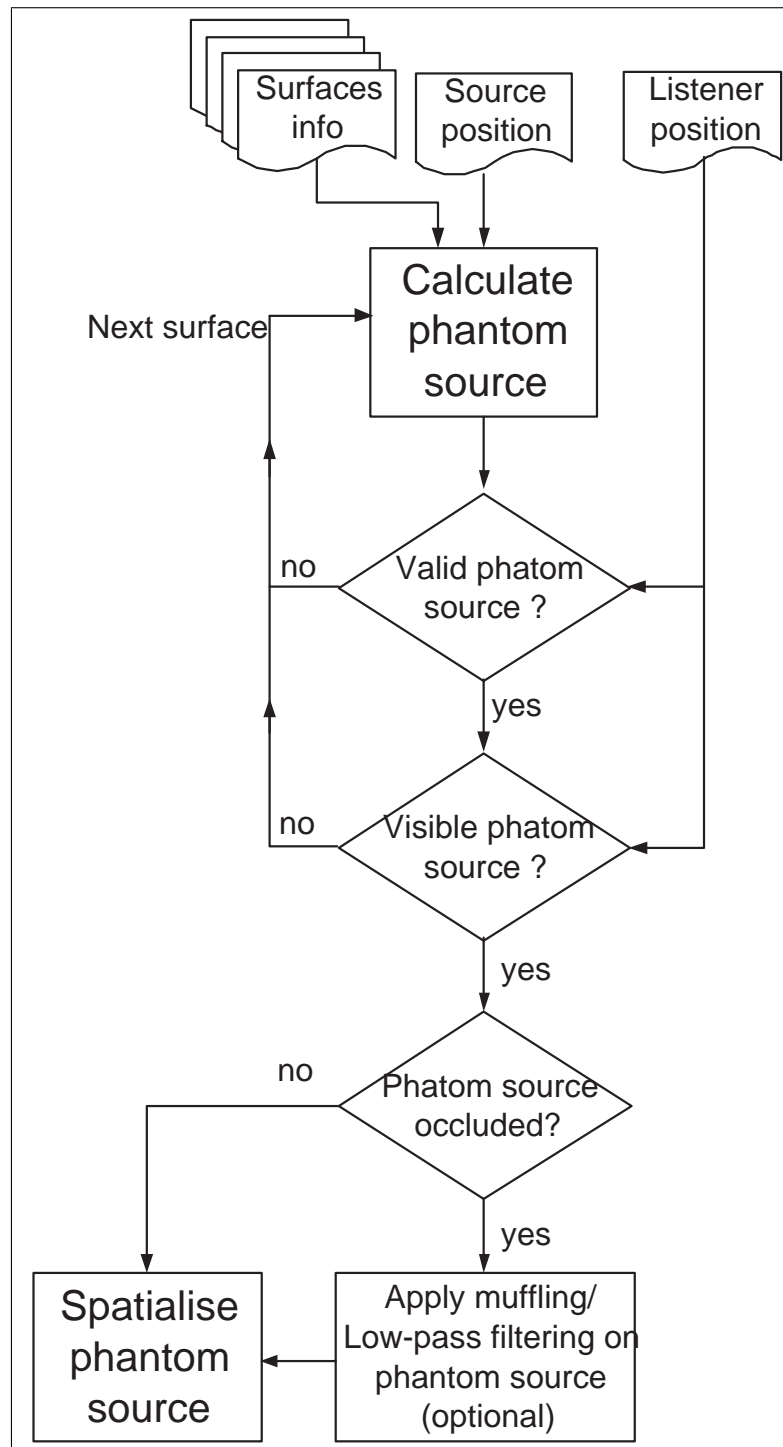 Surfaces
info
Source
position
Listener
position
Calculate
phantom
source
Next surface
no
Valid phatom
source ?
yes
no
Visible phatom
source ?
yes
no
Phatom source
occluded?
yes
Spatialise
phantom
source
Apply muffling/
Low-pass filtering on
phantom source
(optional)